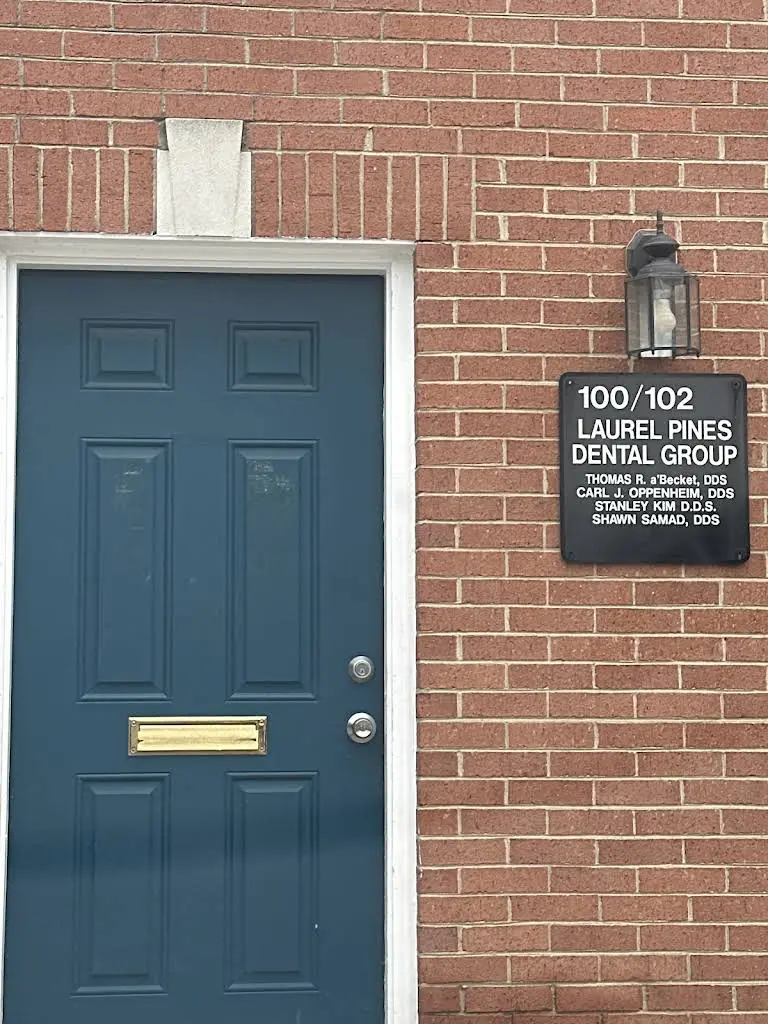 100/102
LAUREL PINES
DENTAL GROUP
THOMAS R. a'Becket, DDS
CARL J. OPPENHEIM, DDS
STANLEY KIM D.D.S.
SHAWN SAMAD, DDS